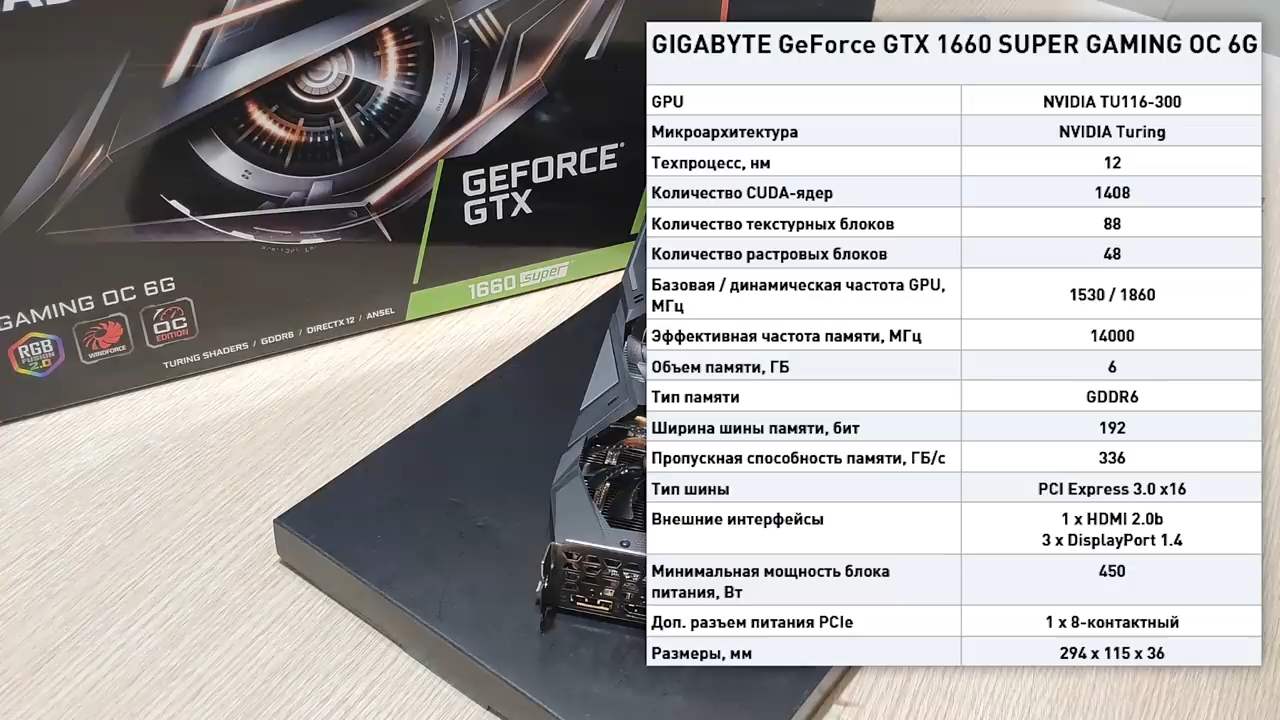 GEFORCE
GTX
1660 SUPER
GAMING OC 6G
RGB
FUSION
2.0
WINDFORCE
OC
EDITION
TURING SHADERS / GDDR6 / DIRECTX 12 / ANSEL
GIGABYTE GeForce GTX 1660 SUPER GAMING OC 6G
GPU NVIDIA TU116-300
Микроархитектура NVIDIA Turing
Техпроцесс, нм 12
Количество CUDA-ядер 1408
Количество текстурных блоков 88
Количество растровых блоков 48
Базовая / динамическая частота GPU,
МГц 1530 / 1860
Эффективная частота памяти, МГц 14000
Объем памяти, ГБ 6
Тип памяти GDDR6
Ширина шины памяти, бит 192
Пропускная способность памяти, ГБ/с 336
Тип шины PCI Express 3.0 x16
Внешние интерфейсы 1 x HDMI 2.0b
3 x DisplayPort 1.4
Минимальная мощность блока
питания, Вт 450
Доп. разъем питания PCIe 1 x 8-контактный
Размеры, мм 294 x 115 x 36